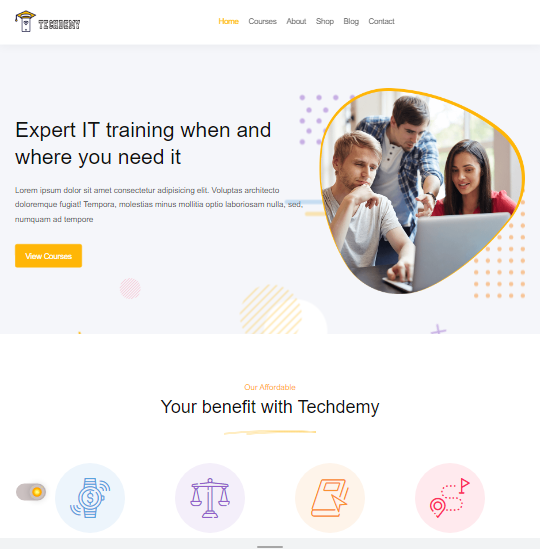 TECHDEMY
Home Courses About Shop Blog Contact
Expert IT training when and
where you need it
Lorem ipsum dolor sit amet consectetur adipisicing elit. Voluptas architecto
doloremque fugiat! Tempora, molestias minus mollitia optio laboriosam nulla, sed,
numquam ad tempore
View Courses
Our Affordable
Your benefit with Techdemy